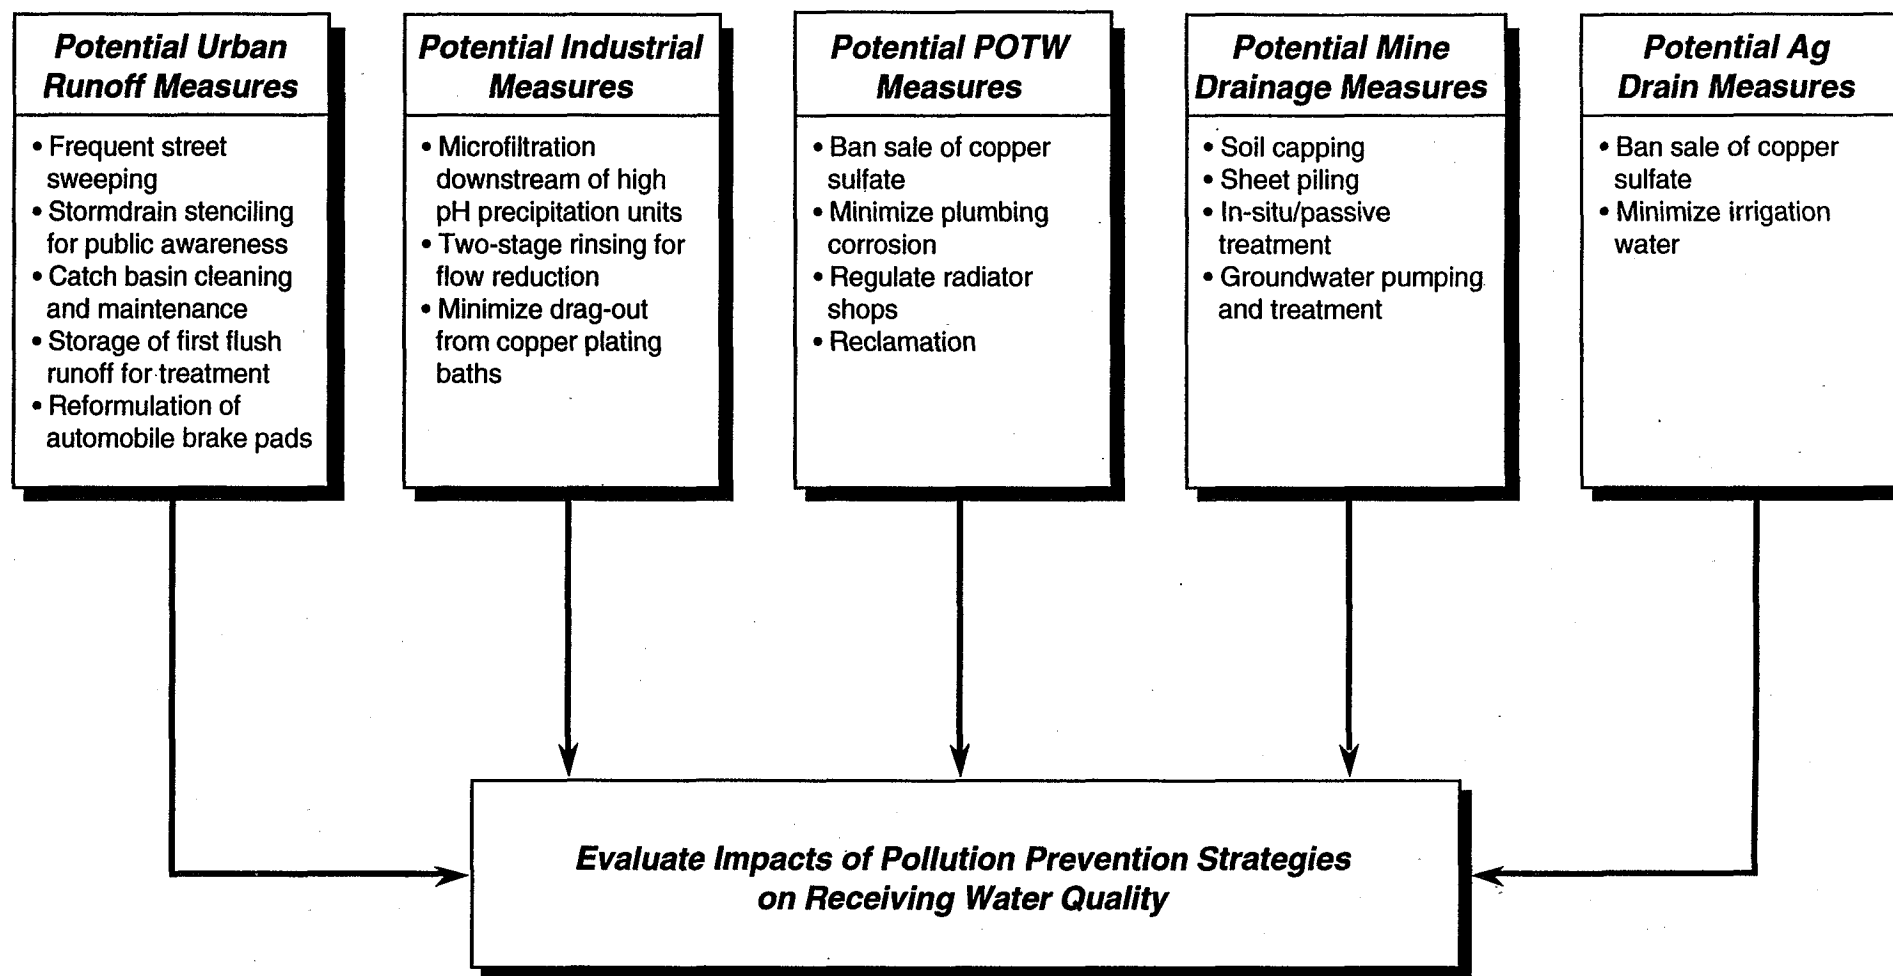 Potential Urban
Runoff Measures
• Frequent street
sweeping
• Stormdrain stenciling
for public awareness
• Catch basin cleaning
and maintenance
• Storage of first flush
runoff for treatment
• Reformulation of
automobile brake pads
Potential Industrial
Measures
• Microfiltration
downstream of high
pH precipitation units
• Two-stage rinsing for
flow reduction
• Minimize drag-out
from copper plating
baths
Potential POTW
Measures
• Ban sale of copper
sulfate
• Minimize plumbing
corrosion
• Regulate radiator
shops
• Reclamation
Potential Mine
Drainage Measures
• Soil capping
• Sheet piling
• In-situ/passive
treatment
• Groundwater pumping
and treatment
Potential Ag
Drain Measures
• Ban sale of copper
sulfate
• Minimize irrigation
water
Evaluate Impacts of Pollution Prevention Strategies
on Receiving Water Quality